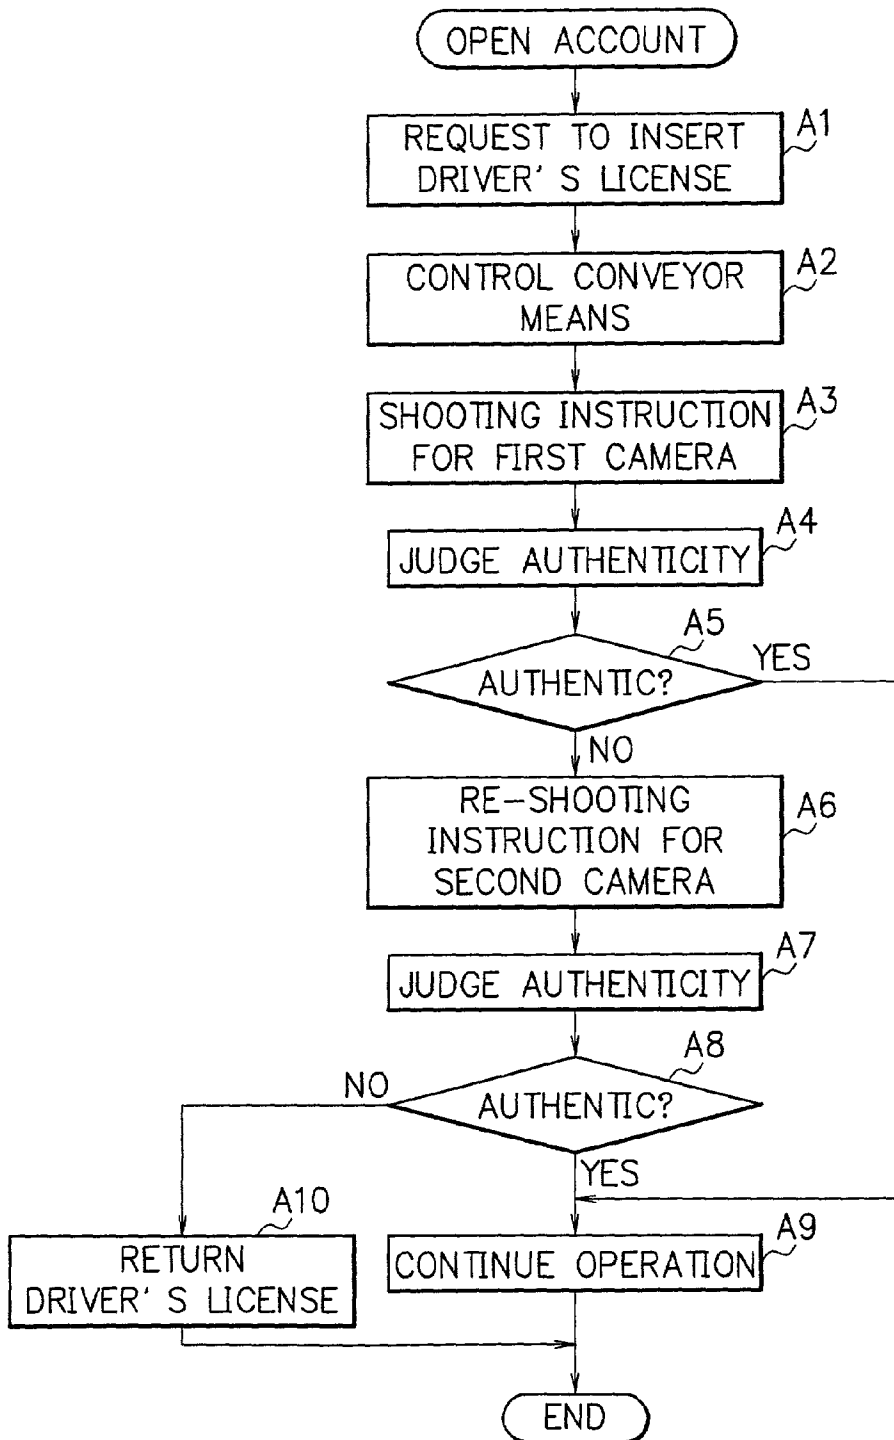 OPEN ACCOUNT
REQUEST TO INSERT
DRIVER'S LICENSE
A1
CONTROL CONVEYOR
MEANS
A2
SHOOTING INSTRUCTION
FOR FIRST CAMERA
A3
JUDGE AUTHENTICITY
A4
AUTHENTIC?
A5
YES
NO
RE-SHOOTING
INSTRUCTION FOR
SECOND CAMERA
A6
JUDGE AUTHENTICITY
A7
AUTHENTIC?
A8
NO
YES
RETURN
DRIVER'S LICENSE
A10
CONTINUE OPERATION
A9
END